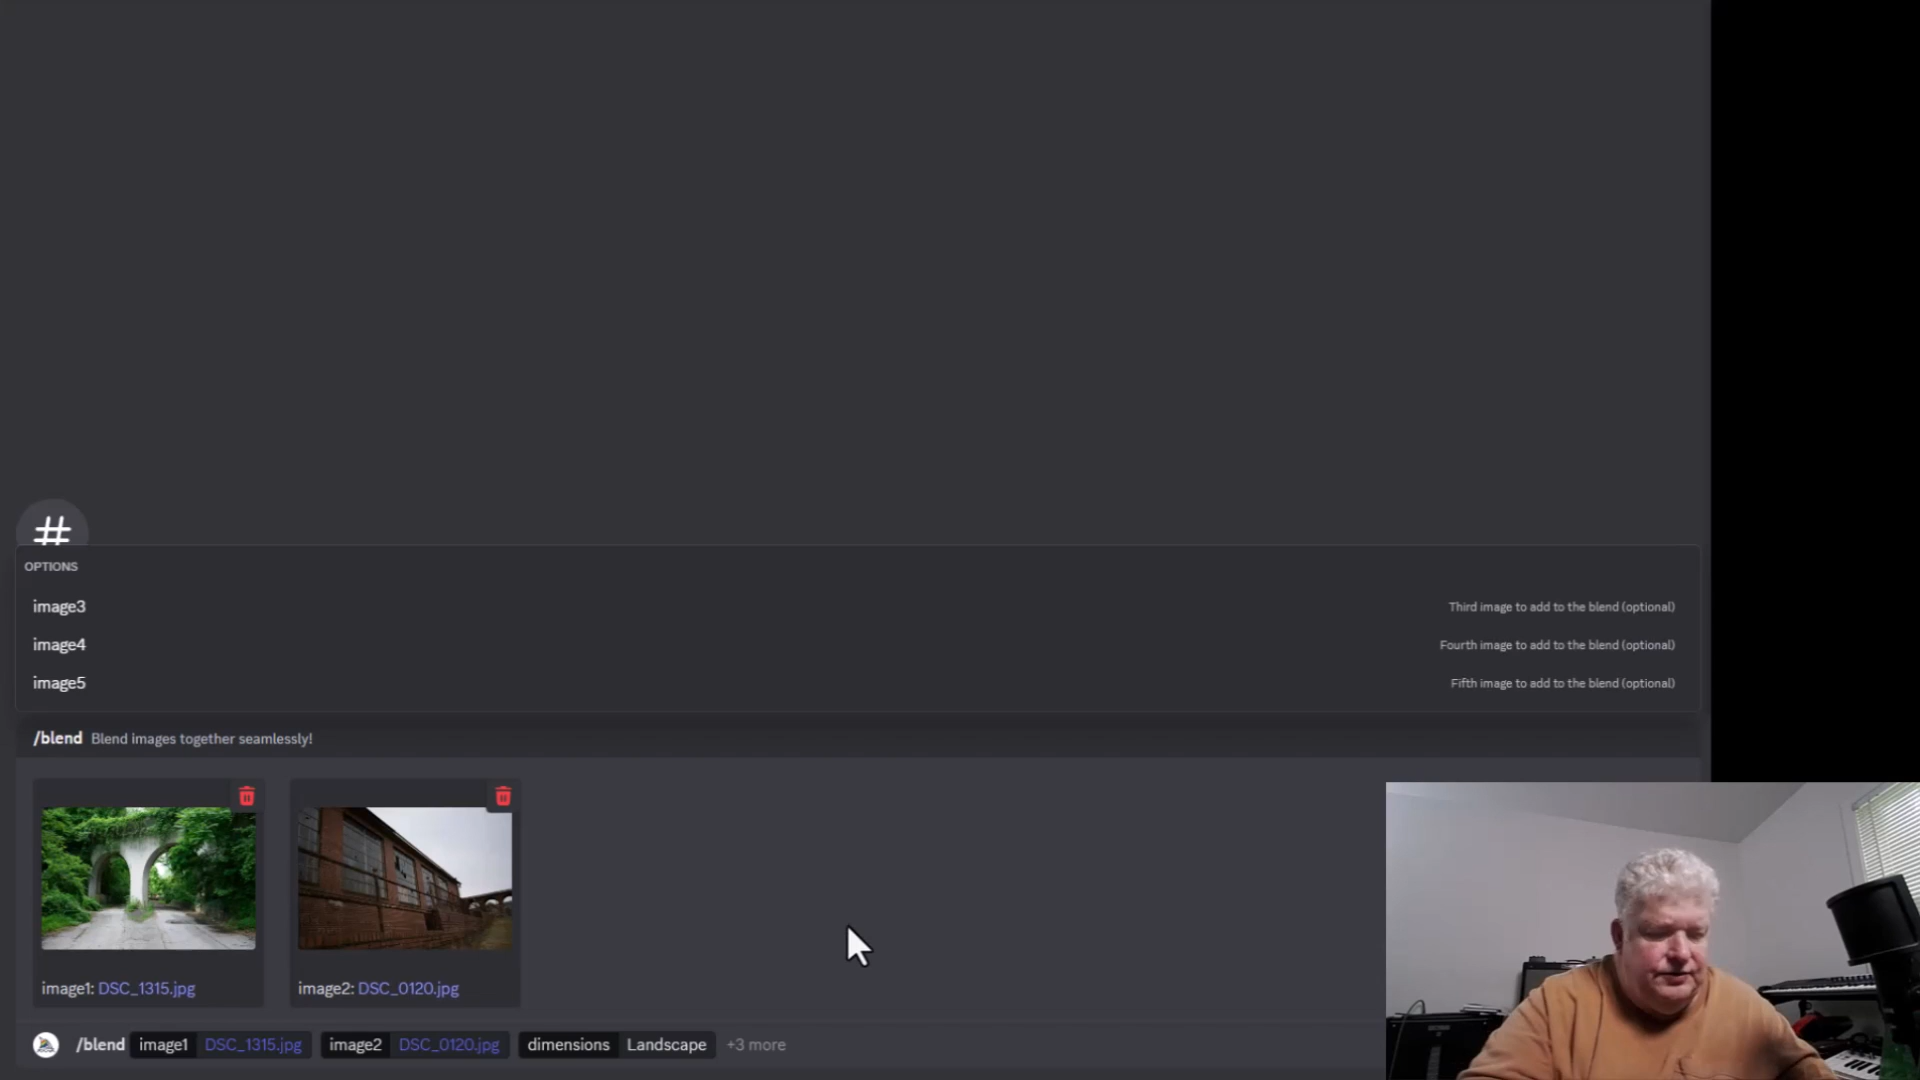 #
OPTIONS
image3 Third image to add to the blend (optional)
image4 Fourth image to add to the blend (optional)
image5 Fifth image to add to the blend (optional)
/blend Blend images together seamlessly!
image1: DSC_1315.jpg image2: DSC_0120.jpg
/blend image1 DSC_1315.jpg image2 DSC_0120.jpg dimensions Landscape +3 more